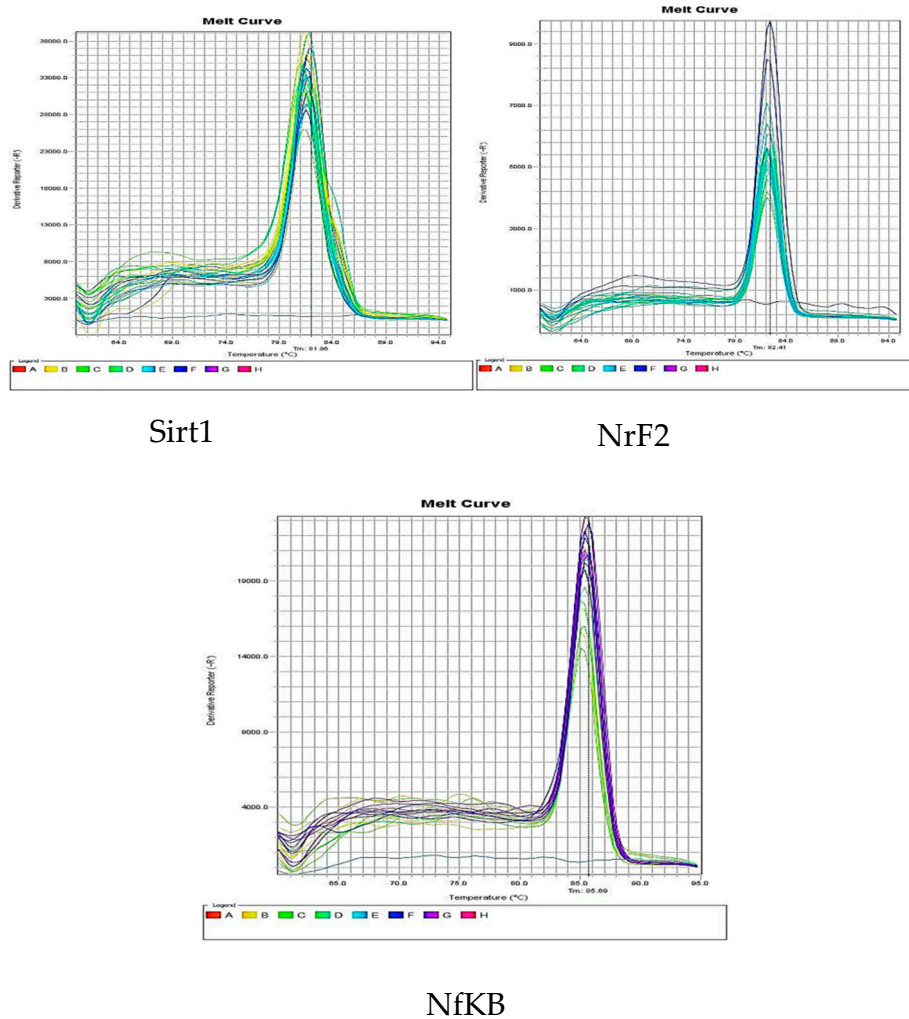 Melt Curve
38000.0
33000.0
28000.0
23000.0
18000.0
13000.0
8000.0
3000.0
Derivative Reporter (-R')
64.0 69.0 74.0 79.0 84.0 89.0 94.0
Tm: 81.86
Temperature (°C)
Legend
A B C D E F G H
Sirt1
Melt Curve
9000.0
7000.0
5000.0
3000.0
1000.0
Derivative Reporter (-R')
64.0 69.0 74.0 79.0 84.0 89.0 94.0
Tm: 82.41
Temperature (°C)
Legend
A B C D E F G H
NrF2
Melt Curve
19000.0
14000.0
9000.0
4000.0
Derivative Reporter (-R')
65.0 70.0 75.0 80.0 85.0 90.0 95.0
Tm: 85.69
Temperature (°C)
Legend
A B C D E F G H
NfKB